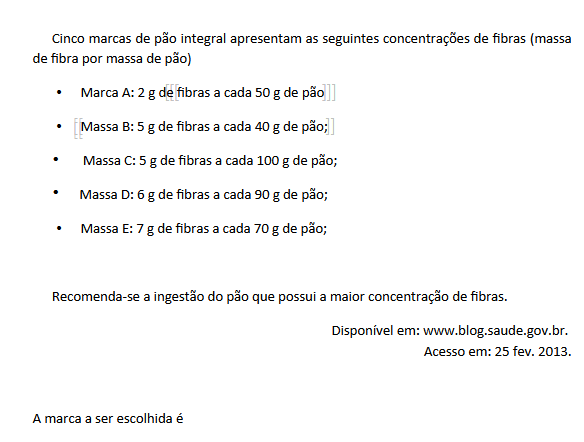 Cinco marcas de pão integral apresentam as seguintes concentrações de fibras (massa
de fibra por massa de pão)
• Marca A: 2 g de fibras a cada 50 g de pão
• Massa B: 5 g de fibras a cada 40 g de pão;
• Massa C: 5 g de fibras a cada 100 g de pão;
• Massa D: 6 g de fibras a cada 90 g de pão;
• Massa E: 7 g de fibras a cada 70 g de pão;
Recomenda-se a ingestão do pão que possui a maior concentração de fibras.
Disponível em: www.blog.saude.gov.br.
Acesso em: 25 fev. 2013.
A marca a ser escolhida é